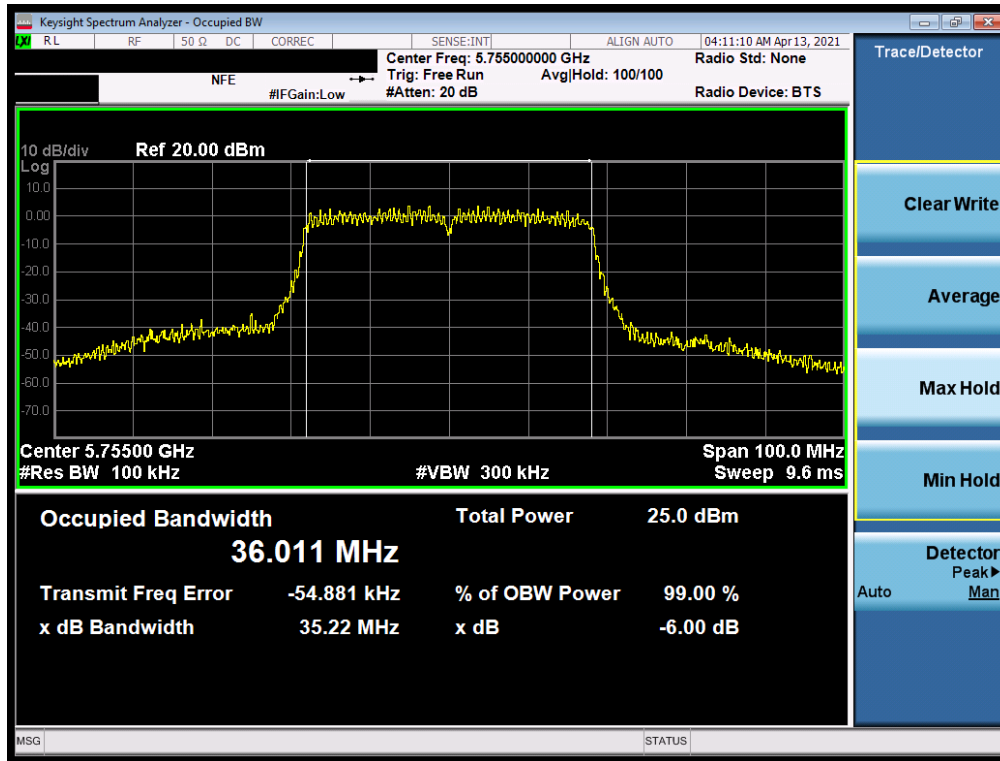 Keysight Spectrum Analyzer - Occupied BW
LXI RL RF 50 Ω DC CORREC SENSE:INT ALIGN AUTO 04:11:10 AM Apr 13, 2021
Center Freq: 5.755000000 GHz Radio Std: None
NFE Trig: Free Run Avg|Hold: 100/100
#IFGain:Low #Atten: 20 dB Radio Device: BTS
10 dB/div Ref 20.00 dBm
Log
10.0
0.00
-10.0
-20.0
-30.0
-40.0
-50.0
-60.0
-70.0
Center 5.75500 GHz Span 100.0 MHz
#Res BW 100 kHz #VBW 300 kHz Sweep 9.6 ms
Occupied Bandwidth Total Power 25.0 dBm
36.011 MHz
Transmit Freq Error -54.881 kHz % of OBW Power 99.00 %
x dB Bandwidth 35.22 MHz x dB -6.00 dB
MSG STATUS
Trace/Detector
Clear Write
Average
Max Hold
Min Hold
Detector
Peak▶
Auto Man